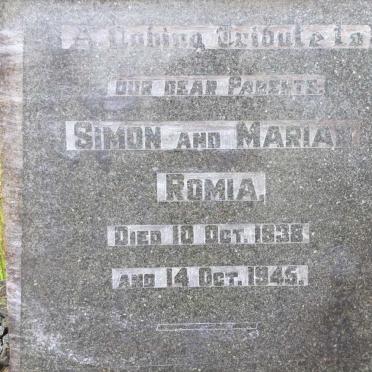 A Loving Tribute to
OUR DEAR PARENTS.
SIMON AND MARIAN
ROMIA,
DIED 10 OCT. 1938
AND 14 OCT. 1945.